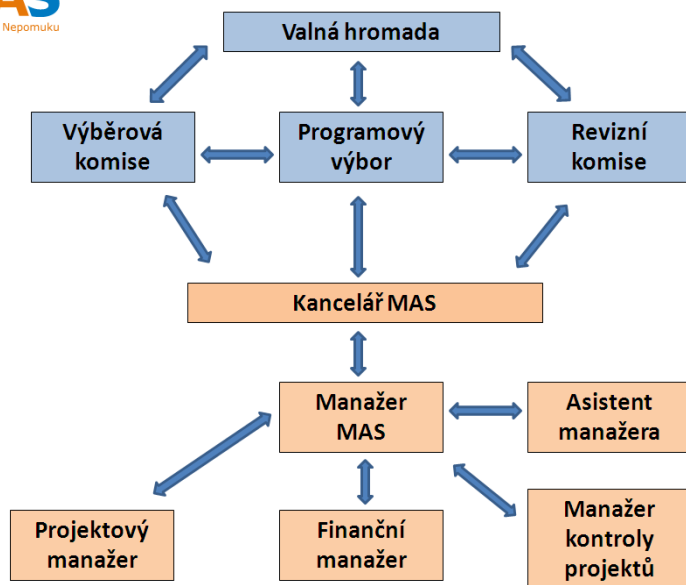 AS
Nepomuku
Valná hromada
Výběrová
komise
Programový
výbor
Revizní
komise
Kancelář MAS
Manažer
MAS
Asistent
manažera
Projektový
manažer
Finanční
manažer
Manažer
kontroly
projektů